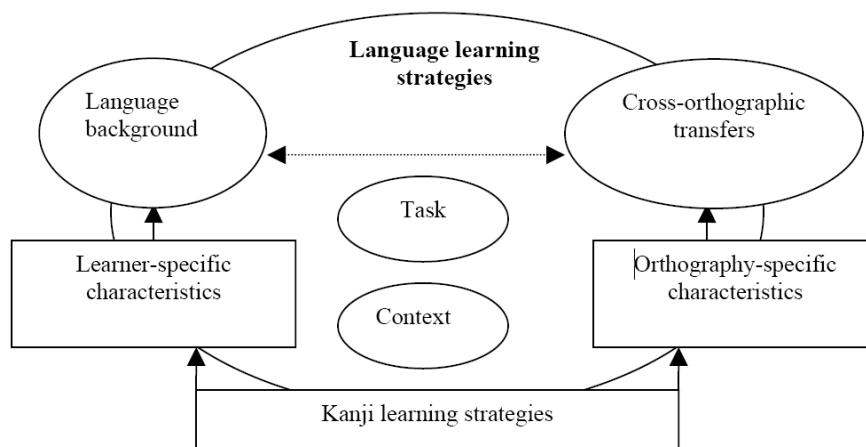 Language learning
strategies
Language
background
Cross-orthographic
transfers
Task
Learner-specific
characteristics
Orthography-specific
characteristics
Context
Kanji learning strategies